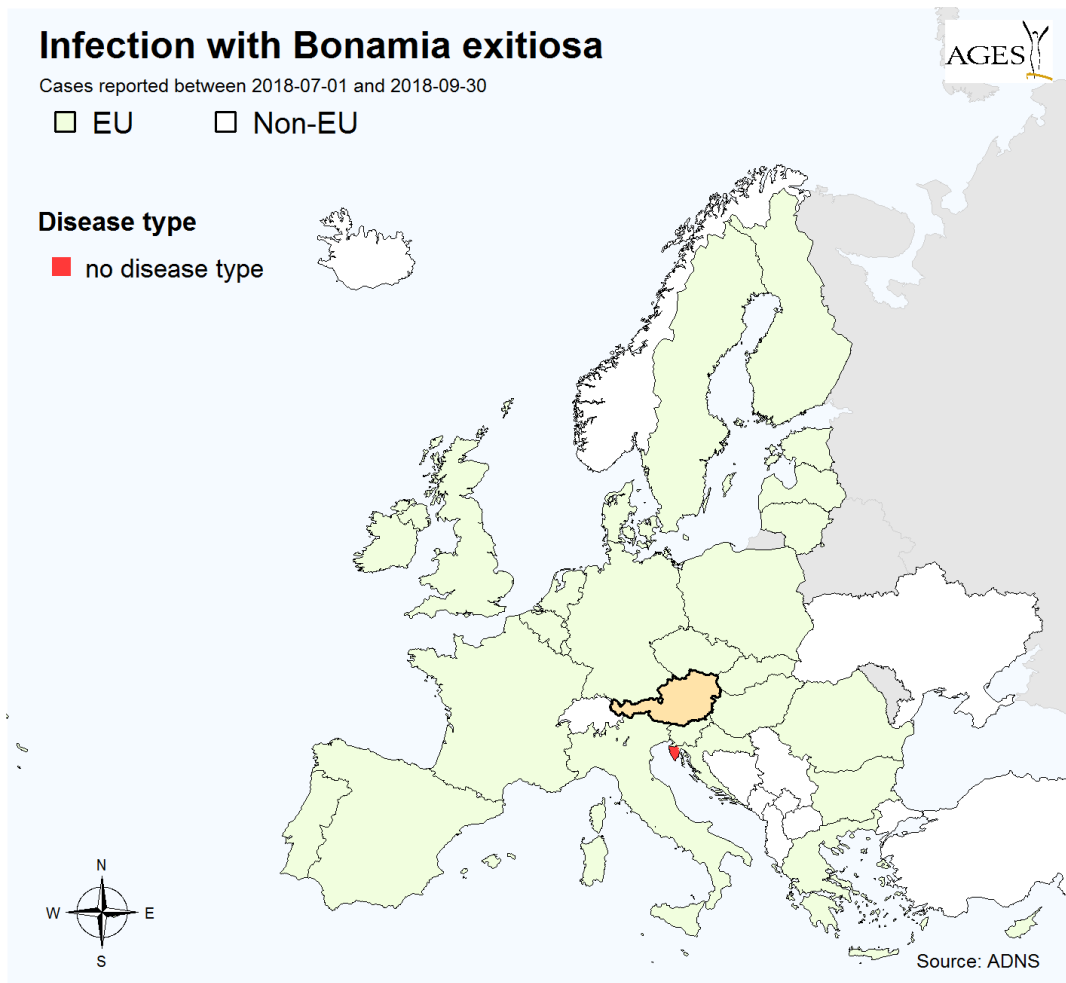 Infection with Bonamia exitiosa
Cases reported between 2018-07-01 and 2018-09-30
EU
Non-EU
AGES
Disease type
no disease type
N
W
E
S
Source: ADNS